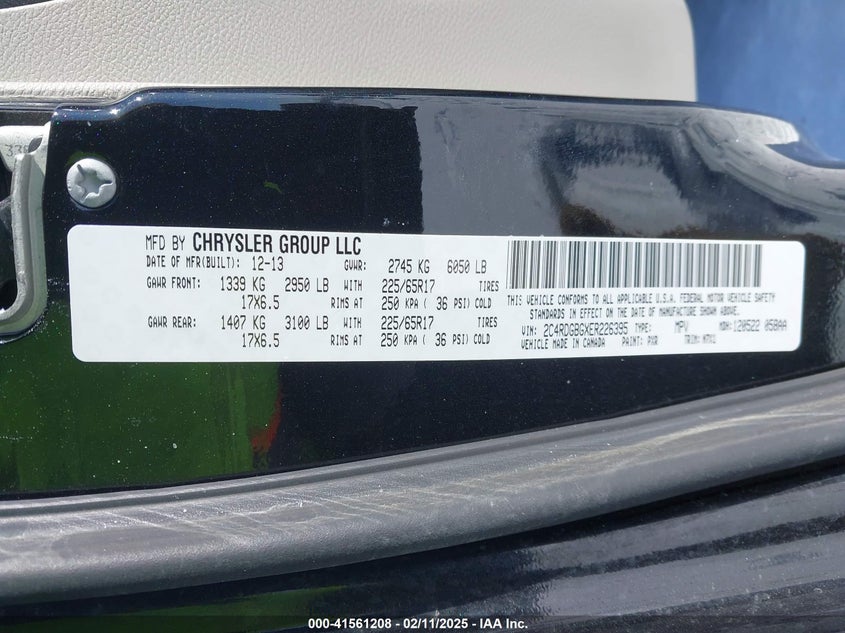 MFD BY CHRYSLER GROUP LLC
DATE OF MFR(BUILT): 12-13 GVWR: 2745 KG 6050 LB
GAWR FRONT: 1339 KG 2950 LB WITH 225/65R17 TIRES
17X6.5 RIMS AT 250 KPA ( 36 PSI) COLD
GAWR REAR: 1407 KG 3100 LB WITH 225/65R17 TIRES
17X6.5 RIMS AT 250 KPA ( 36 PSI) COLD
THIS VEHICLE CONFORMS TO ALL APPLICABLE U.S.A. FEDERAL MOTOR VEHICLE SAFETY
STANDARDS IN EFFECT ON THE DATE OF MANUFACTURE SHOWN ABOVE.
VIN: 2C4RDGBGXER226395 TYPE: MPV MDH: 120522 058AA
VEHICLE MADE IN CANADA PAINT: PXR TRIM:
000-41561208 - 02/11/2025 - IAA Inc.